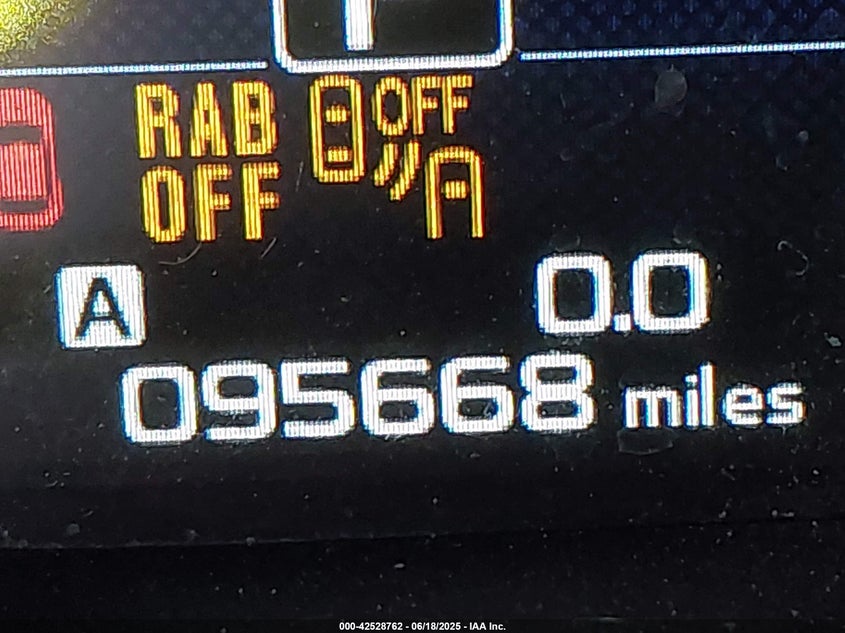 RAB OFF
OFF
A 0.0
095668 miles
000-42528762 - 06/18/2025 - IAA Inc.